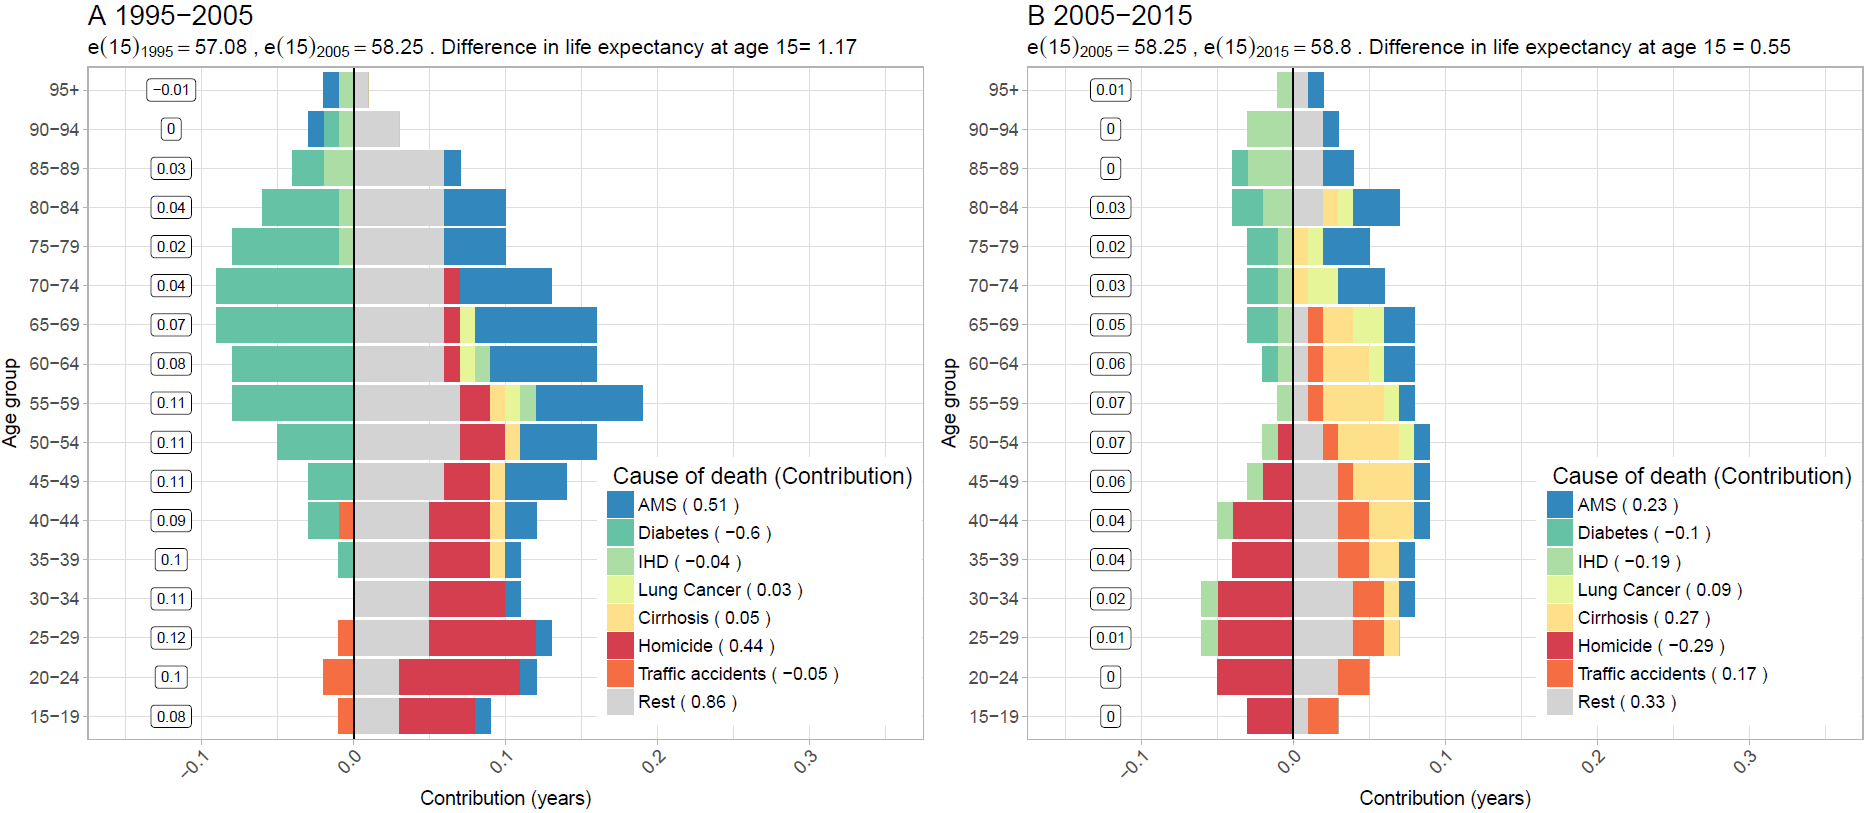 A 1995−2005
e(15)1995 = 57.08 , e(15)2005 = 58.25 . Difference in life expectancy at age 15= 1.17
Age group
95+ −0.01
90−94 0
85−89 0.03
80−84 0.04
75−79 0.02
70−74 0.04
65−69 0.07
60−64 0.08
55−59 0.11
50−54 0.11
45−49 0.11
40−44 0.09
35−39 0.1
30−34 0.11
25−29 0.12
20−24 0.1
15−19 0.08
Cause of death (Contribution)
AMS ( 0.51 )
Diabetes ( −0.6 )
IHD ( −0.04 )
Lung Cancer ( 0.03 )
Cirrhosis ( 0.05 )
Homicide ( 0.44 )
Traffic accidents ( −0.05 )
Rest ( 0.86 )
−0.1 0.0 0.1 0.2 0.3
Contribution (years)
B 2005−2015
e(15)2005 = 58.25 , e(15)2015 = 58.8 . Difference in life expectancy at age 15 = 0.55
Age group
95+ 0.01
90−94 0
85−89 0
80−84 0.03
75−79 0.02
70−74 0.03
65−69 0.05
60−64 0.06
55−59 0.07
50−54 0.07
45−49 0.06
40−44 0.04
35−39 0.04
30−34 0.02
25−29 0.01
20−24 0
15−19 0
Cause of death (Contribution)
AMS ( 0.23 )
Diabetes ( −0.1 )
IHD ( −0.19 )
Lung Cancer ( 0.09 )
Cirrhosis ( 0.27 )
Homicide ( −0.29 )
Traffic accidents ( 0.17 )
Rest ( 0.33 )
−0.1 0.0 0.1 0.2 0.3
Contribution (years)